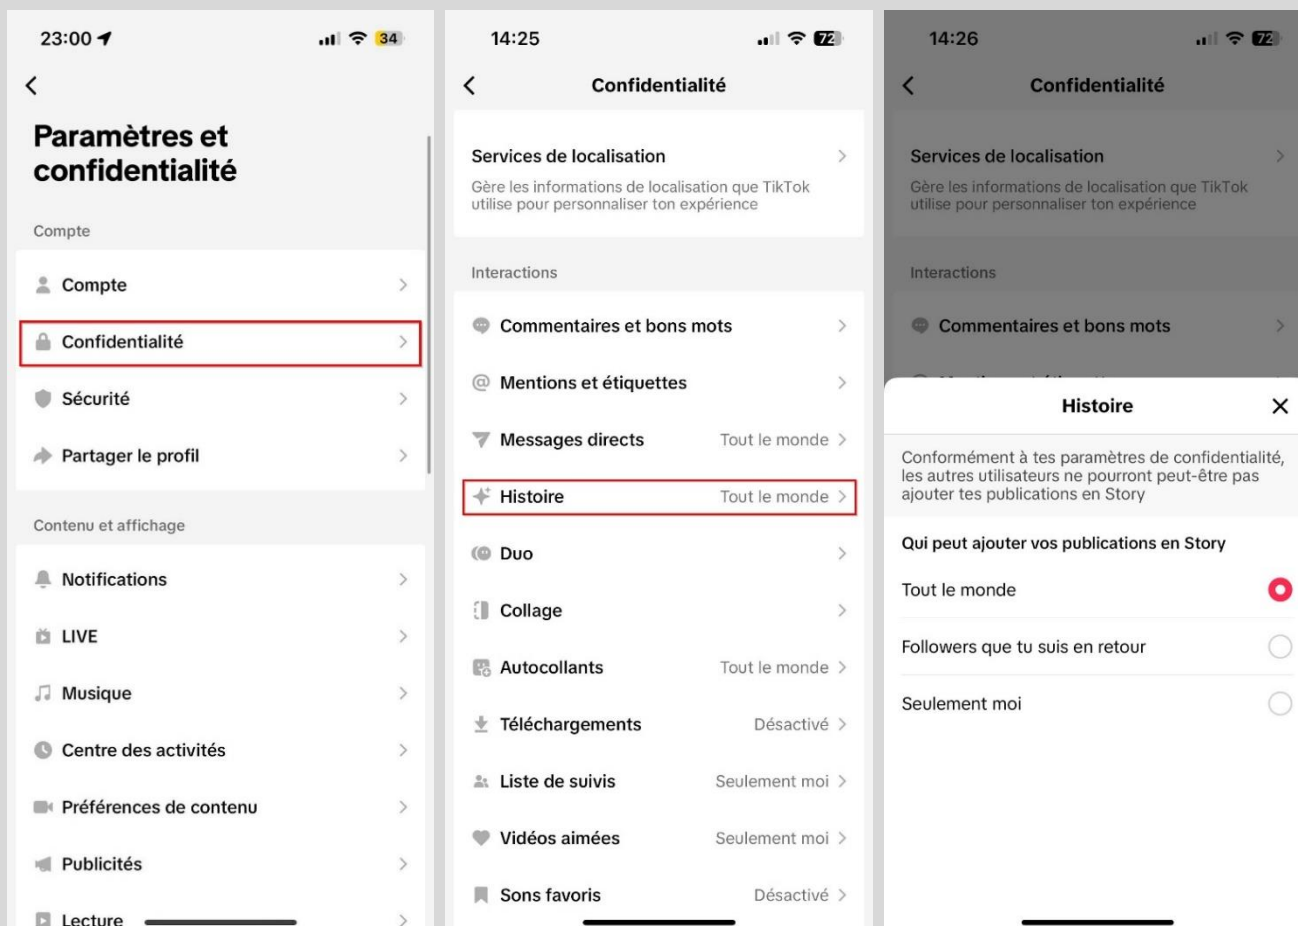 23:00
34
Paramètres et
confidentialité
Compte
Compte
Confidentialité
Sécurité
Partager le profil
Contenu et affichage
Notifications
LIVE
Musique
Centre des activités
Préférences de contenu
Publicités
Lecture
14:25
72
Confidentialité
Services de localisation
Gère les informations de localisation que TikTok
utilise pour personnaliser ton expérience
Interactions
Commentaires et bons mots
Mentions et étiquettes
Messages directs Tout le monde
Histoire Tout le monde
Duo
Collage
Autocollants Tout le monde
Téléchargements Désactivé
Liste de suivis Seulement moi
Vidéos aimées Seulement moi
Sons favoris Désactivé
14:26
72
Confidentialité
Services de localisation
Gère les informations de localisation que TikTok
utilise pour personnaliser ton expérience
Interactions
Commentaires et bons mots
Histoire
Conformément à tes paramètres de confidentialité,
les autres utilisateurs ne pourront peut-être pas
ajouter tes publications en Story
Qui peut ajouter vos publications en Story
Tout le monde
Followers que tu suis en retour
Seulement moi